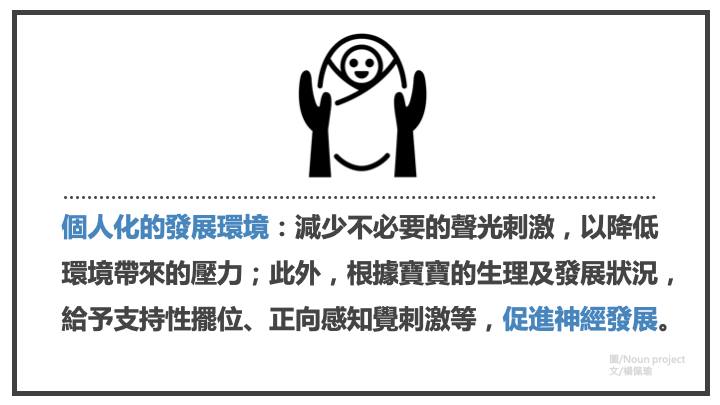 個人化的發展環境：減少不必要的聲光刺激，以降低
環境帶來的壓力；此外，根據寶寶的生理及發展狀況，
給予支持性擺位、正向感知覺刺激等，促進神經發展。
圖/Noun project
文/楊佩瑜